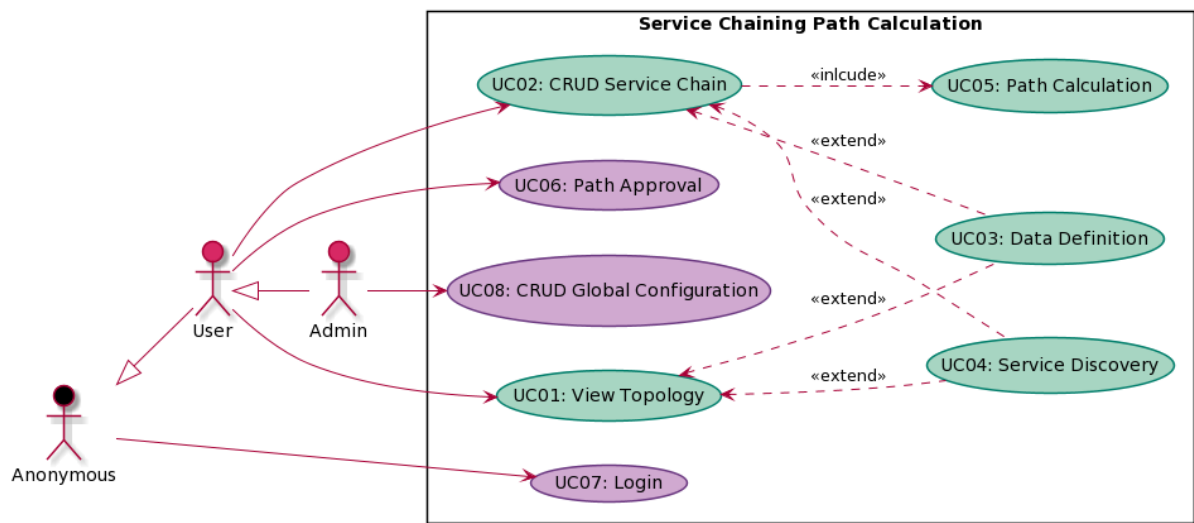 Service Chaining Path Calculation
UC02: CRUD Service Chain
«inlcude»
UC05: Path Calculation
«extend»
UC06: Path Approval
«extend»
UC03: Data Definition
User
Admin
UC08: CRUD Global Configuration
«extend»
UC04: Service Discovery
«extend»
UC01: View Topology
Anonymous
UC07: Login